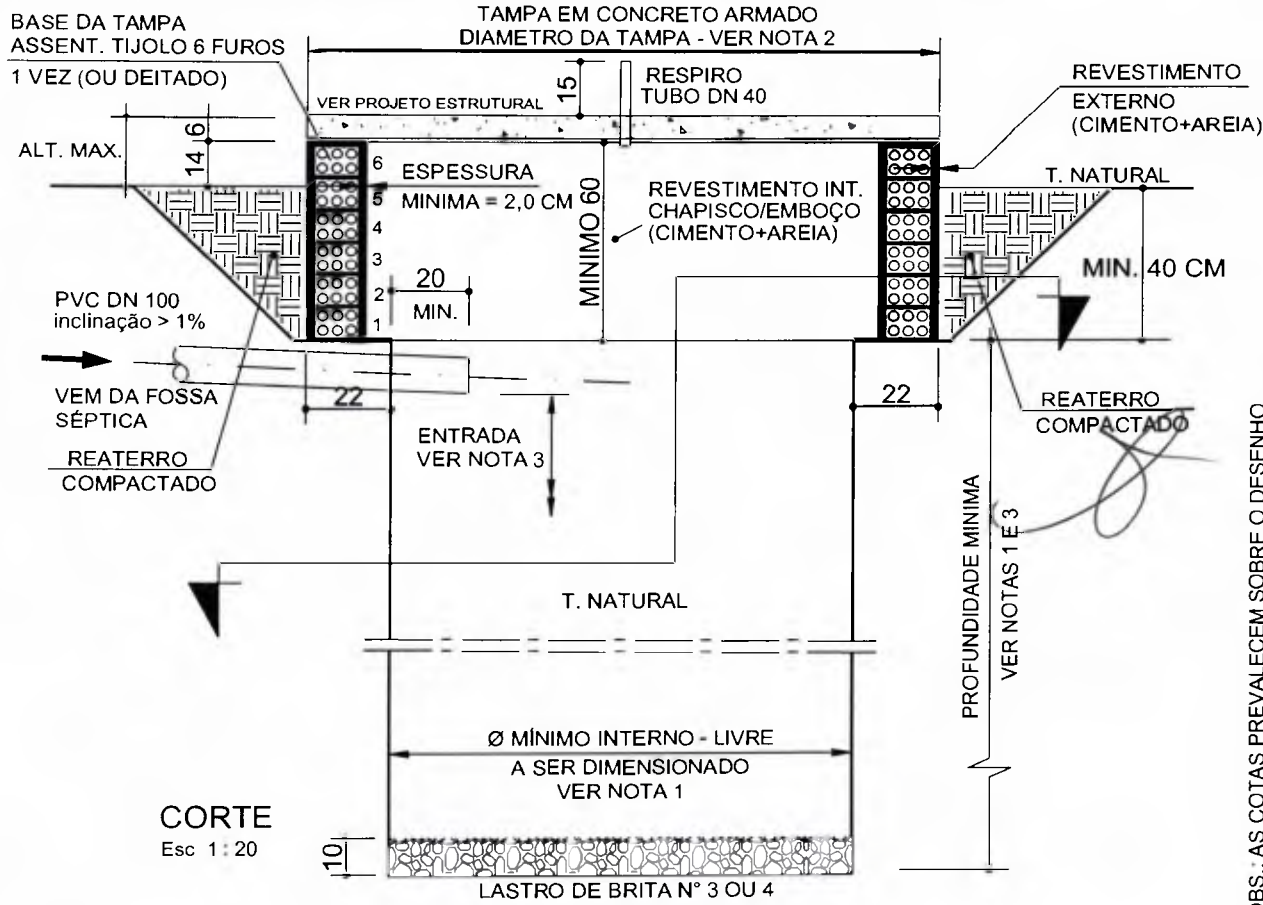 BASE DA TAMPA
ASSENT. TIJOLO 6 FUROS
1 VEZ (OU DEITADO)
TAMPA EM CONCRETO ARMADO
DIAMETRO DA TAMPA - VER NOTA 2
15
RESPIRO
TUBO DN 40
REVESTIMENTO
EXTERNO
(CIMENTO+AREIA)
VER PROJETO ESTRUTURAL
ALT. MAX.
6
14
6
5
4
3
2
1
ESPESSURA
MINIMA = 2,0 CM
MINIMO 60
REVESTIMENTO INT.
CHAPISCO/EMBOÇO
(CIMENTO+AREIA)
T. NATURAL
MIN. 40 CM
20
MIN.
PVC DN 100
inclinação > 1%
VEM DA FOSSA
SÉPTICA
22
22
REATERRO
COMPACTADO
REATERRO
COMPACTADO
ENTRADA
VER NOTA 3
PROFUNDIDADE MINIMA
VER NOTAS 1 E 3
T. NATURAL
Ø MÍNIMO INTERNO - LIVRE
A SER DIMENSIONADO
VER NOTA 1
CORTE
Esc 1 : 20
10
LASTRO DE BRITA N° 3 OU 4
OBS.: AS COTAS PREVALECEM SOBRE O DESENHO